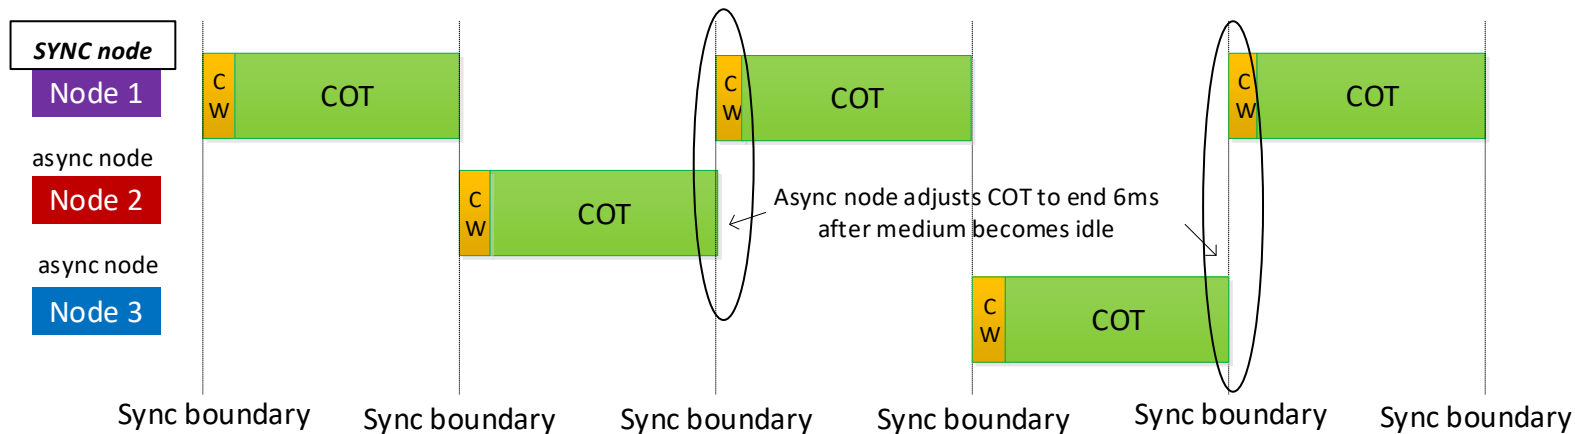 SYNC node
Node 1
C
W
COT
C
W
COT
C
W
COT
async node
Node 2
C
W
COT
Async node adjusts COT to end 6ms
after medium becomes idle
async node
Node 3
C
W
COT
Sync boundary
Sync boundary
Sync boundary
Sync boundary
Sync boundary
Sync boundary